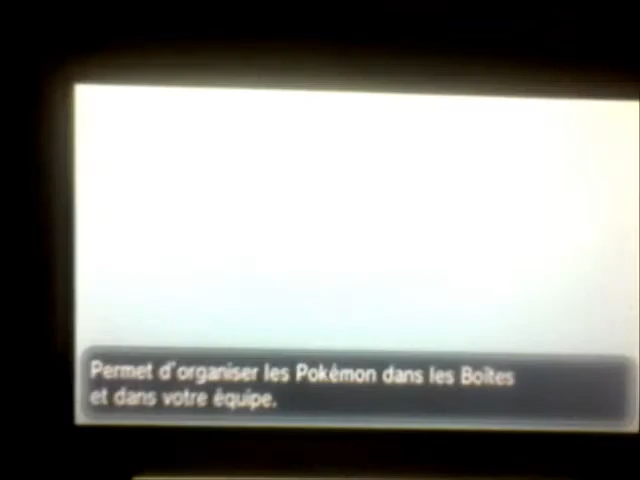 Permet d'organiser les Pokémon dans les Boîtes
et dans votre équipe.